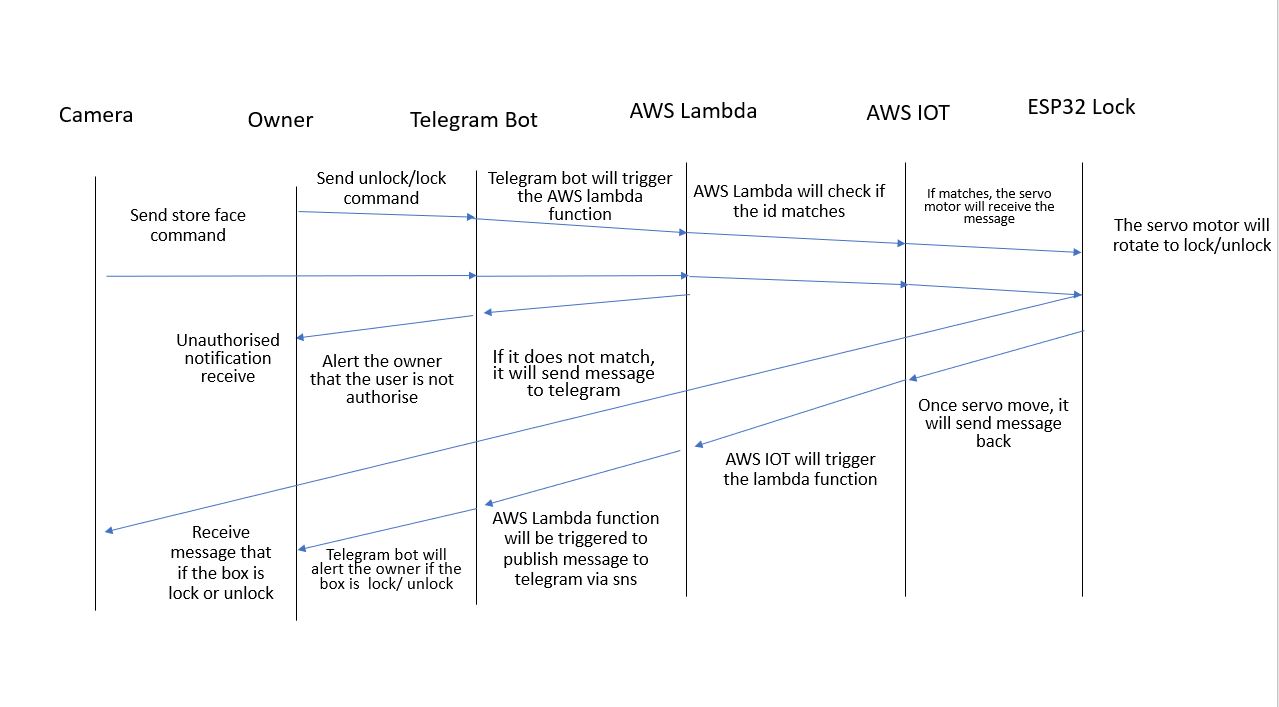 Camera
Owner
Telegram Bot
AWS Lambda
AWS IOT
ESP32 Lock
Send store face
command
Send unlock/lock
command
Telegram bot will trigger
the AWS lambda
function
AWS Lambda will check if
the id matches
If matches, the servo
motor will receive the
message
The servo motor will
rotate to lock/unlock
Unauthorised
notification
receive
Alert the owner
that the user is not
authorise
If it does not match,
it will send message
to telegram
Once servo move, it
will send message
back
AWS IOT will trigger
the lambda function
Receive
message that
if the box is
lock or unlock
Telegram bot will
alert the owner if the
box is lock/ unlock
AWS Lambda function
will be triggered to
publish message to
telegram via sns